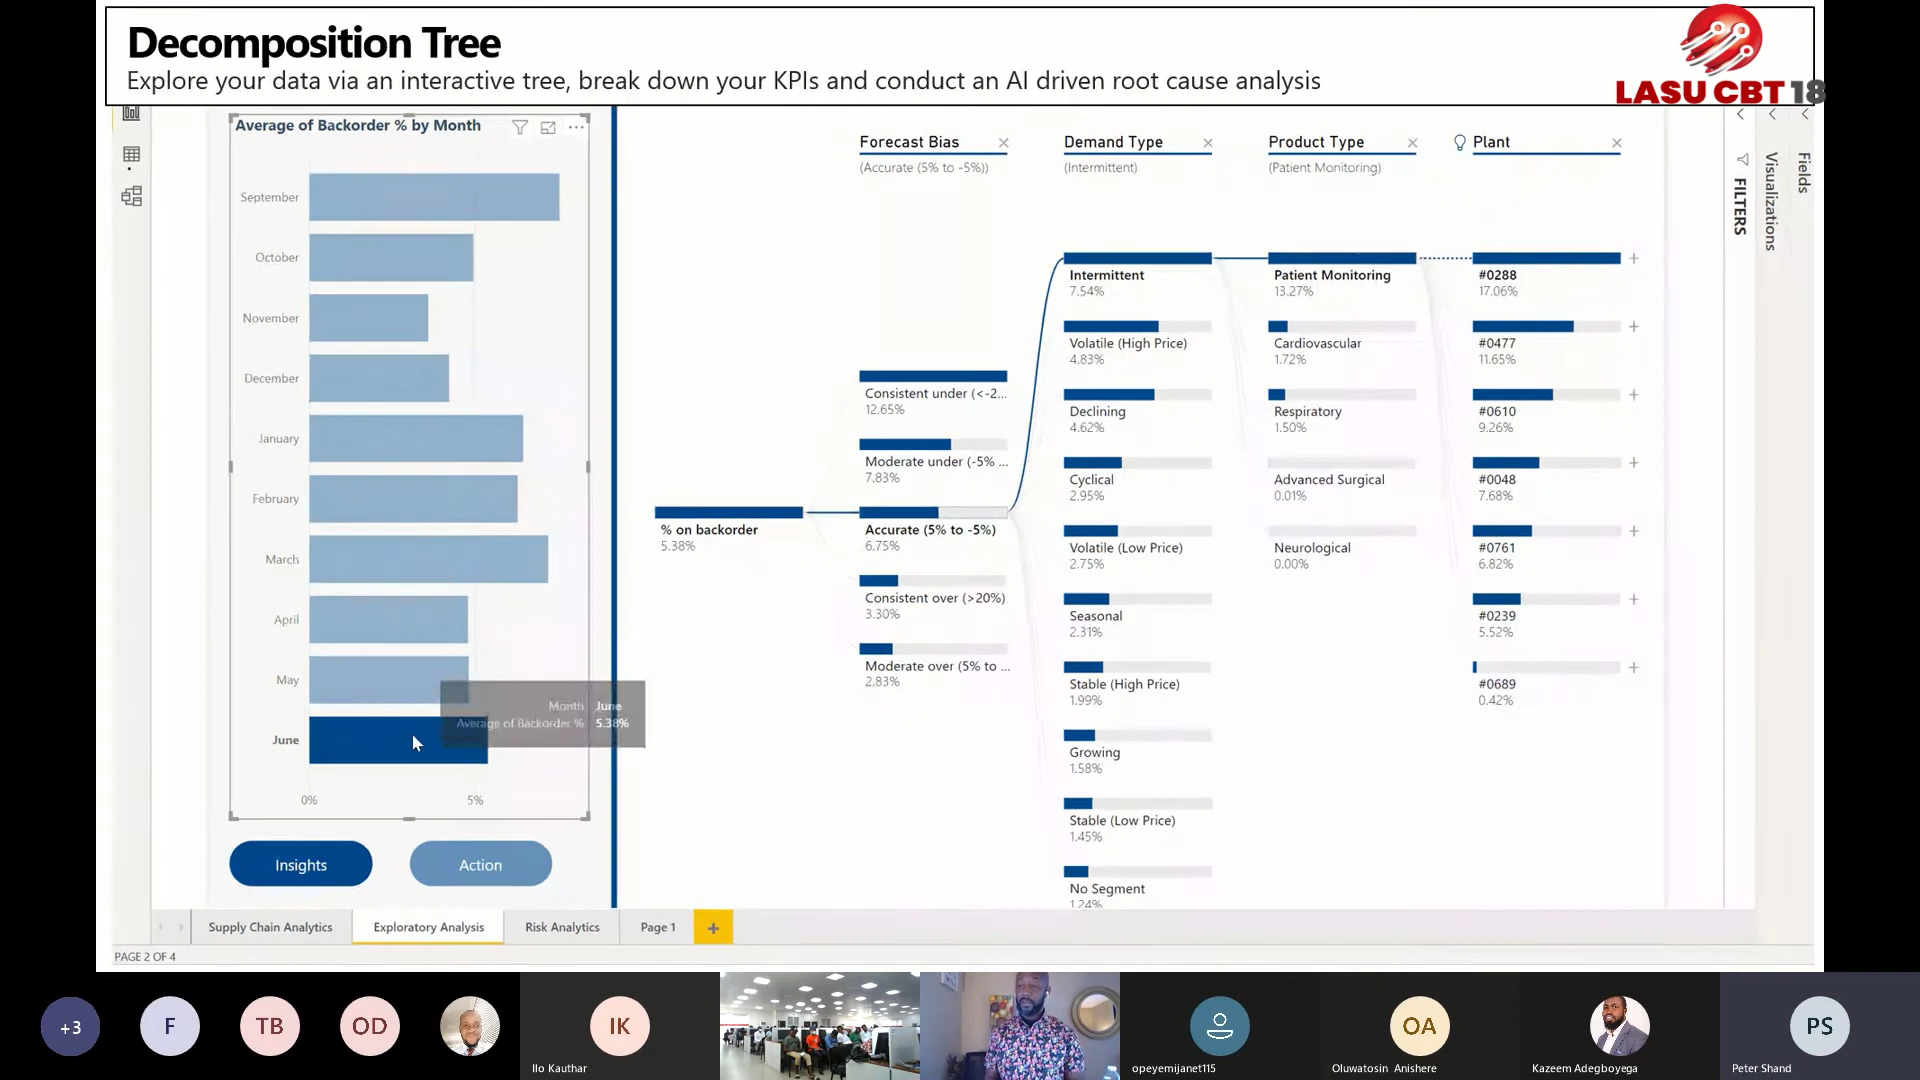 Decomposition Tree
Explore your data via an interactive tree, break down your KPIs and conduct an AI driven root cause analysis
LASU CBT 18
Average of Backorder % by Month
September
October
November
December
January
February
March
April
May
June
0% 5%
Month June
Average of Backorder % 5.38%
Insights
Action
% on backorder
5.38%
Forecast Bias
(Accurate (5% to -5%))
Consistent under (<-2...
12.65%
Moderate under (-5% ...
7.83%
Accurate (5% to -5%)
6.75%
Consistent over (>20%)
3.30%
Moderate over (5% to ...
2.83%
Demand Type
(Intermittent)
Intermittent
7.54%
Volatile (High Price)
4.83%
Declining
4.62%
Cyclical
2.95%
Volatile (Low Price)
2.75%
Seasonal
2.31%
Stable (High Price)
1.99%
Growing
1.58%
Stable (Low Price)
1.45%
No Segment
1.24%
Product Type
(Patient Monitoring)
Patient Monitoring
13.27%
Cardiovascular
1.72%
Respiratory
1.50%
Advanced Surgical
0.01%
Neurological
0.00%
Plant
#0288
17.06%
#0477
11.65%
#0610
9.26%
#0048
7.68%
#0761
6.82%
#0239
5.52%
#0689
0.42%
FILTERS
Visualizations
Fields
Supply Chain Analytics
Exploratory Analysis
Risk Analytics
Page 1
PAGE 2 OF 4
+3
F
TB
OD
IK
Ilo Kauthar
opeyemijanet115
OA
Oluwatosin Anishere
Kazeem Adegboyega
PS
Peter Shand